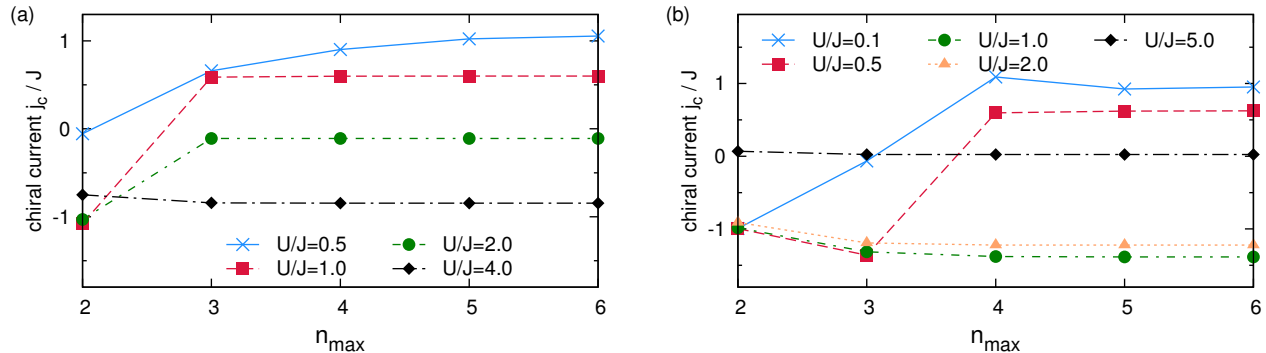 (a)
chiral current j_c / J
1
0
-1
U/J=0.5
U/J=1.0
U/J=2.0
U/J=4.0
2 3 4 5 6
n_max
(b)
chiral current j_c / J
U/J=0.1
U/J=0.5
U/J=1.0
U/J=2.0
U/J=5.0
1
0
-1
2 3 4 5 6
n_max